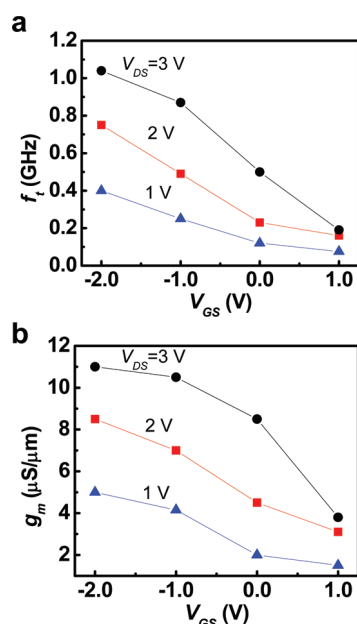 a
1.2
1.0
0.8
0.6
0.4
0.2
0.0
f_t (GHz)
V_DS=3 V
2 V
1 V
-2.0 -1.0 0.0 1.0
V_GS (V)
b
12
10
8
6
4
2
g_m (μS/μm)
V_DS=3 V
2 V
1 V
-2.0 -1.0 0.0 1.0
V_GS (V)